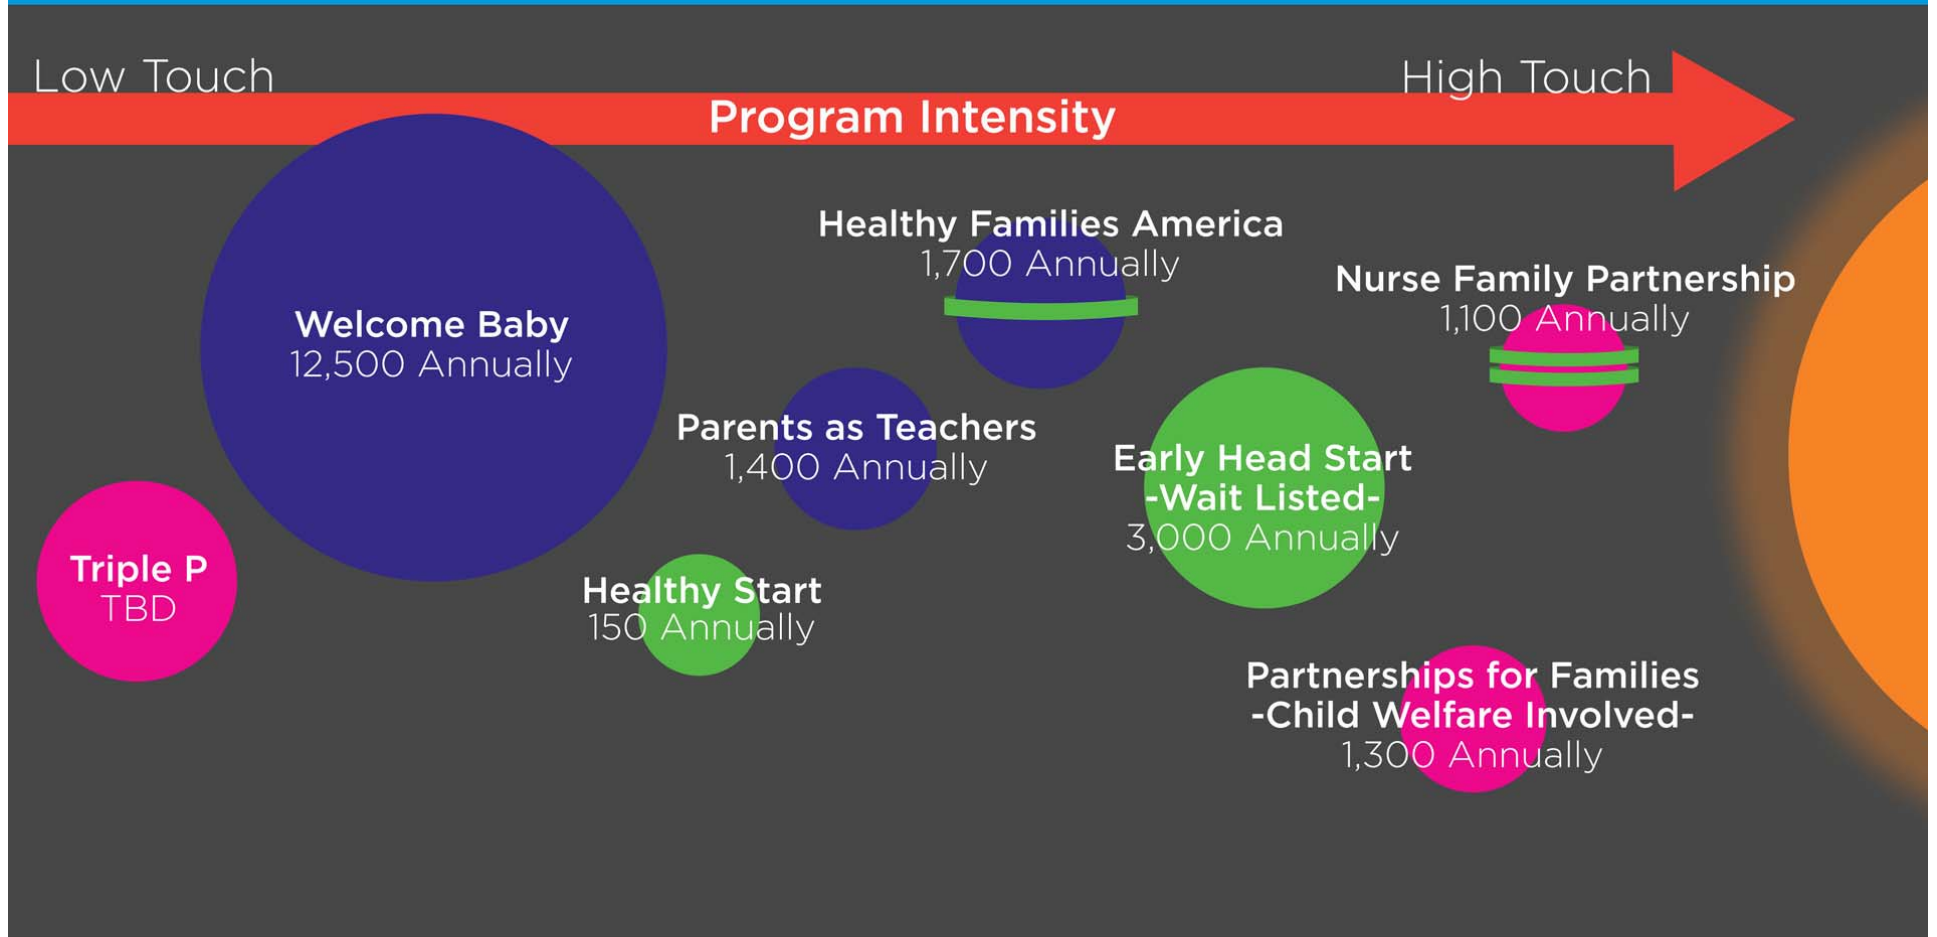 Low Touch
High Touch
Program Intensity
Healthy Families America
1,700 Annually
Nurse Family Partnership
1,100 Annually
Welcome Baby
12,500 Annually
Parents as Teachers
1,400 Annually
Early Head Start
-Wait Listed-
3,000 Annually
Triple P
TBD
Healthy Start
150 Annually
Partnerships for Families
-Child Welfare Involved-
1,300 Annually